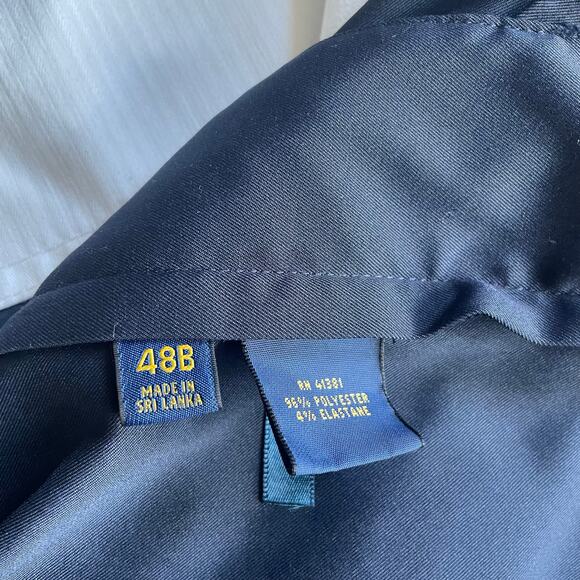 48B
MADE IN
SRI LANKA
RN 41381
96% POLYESTER
4% ELASTANE